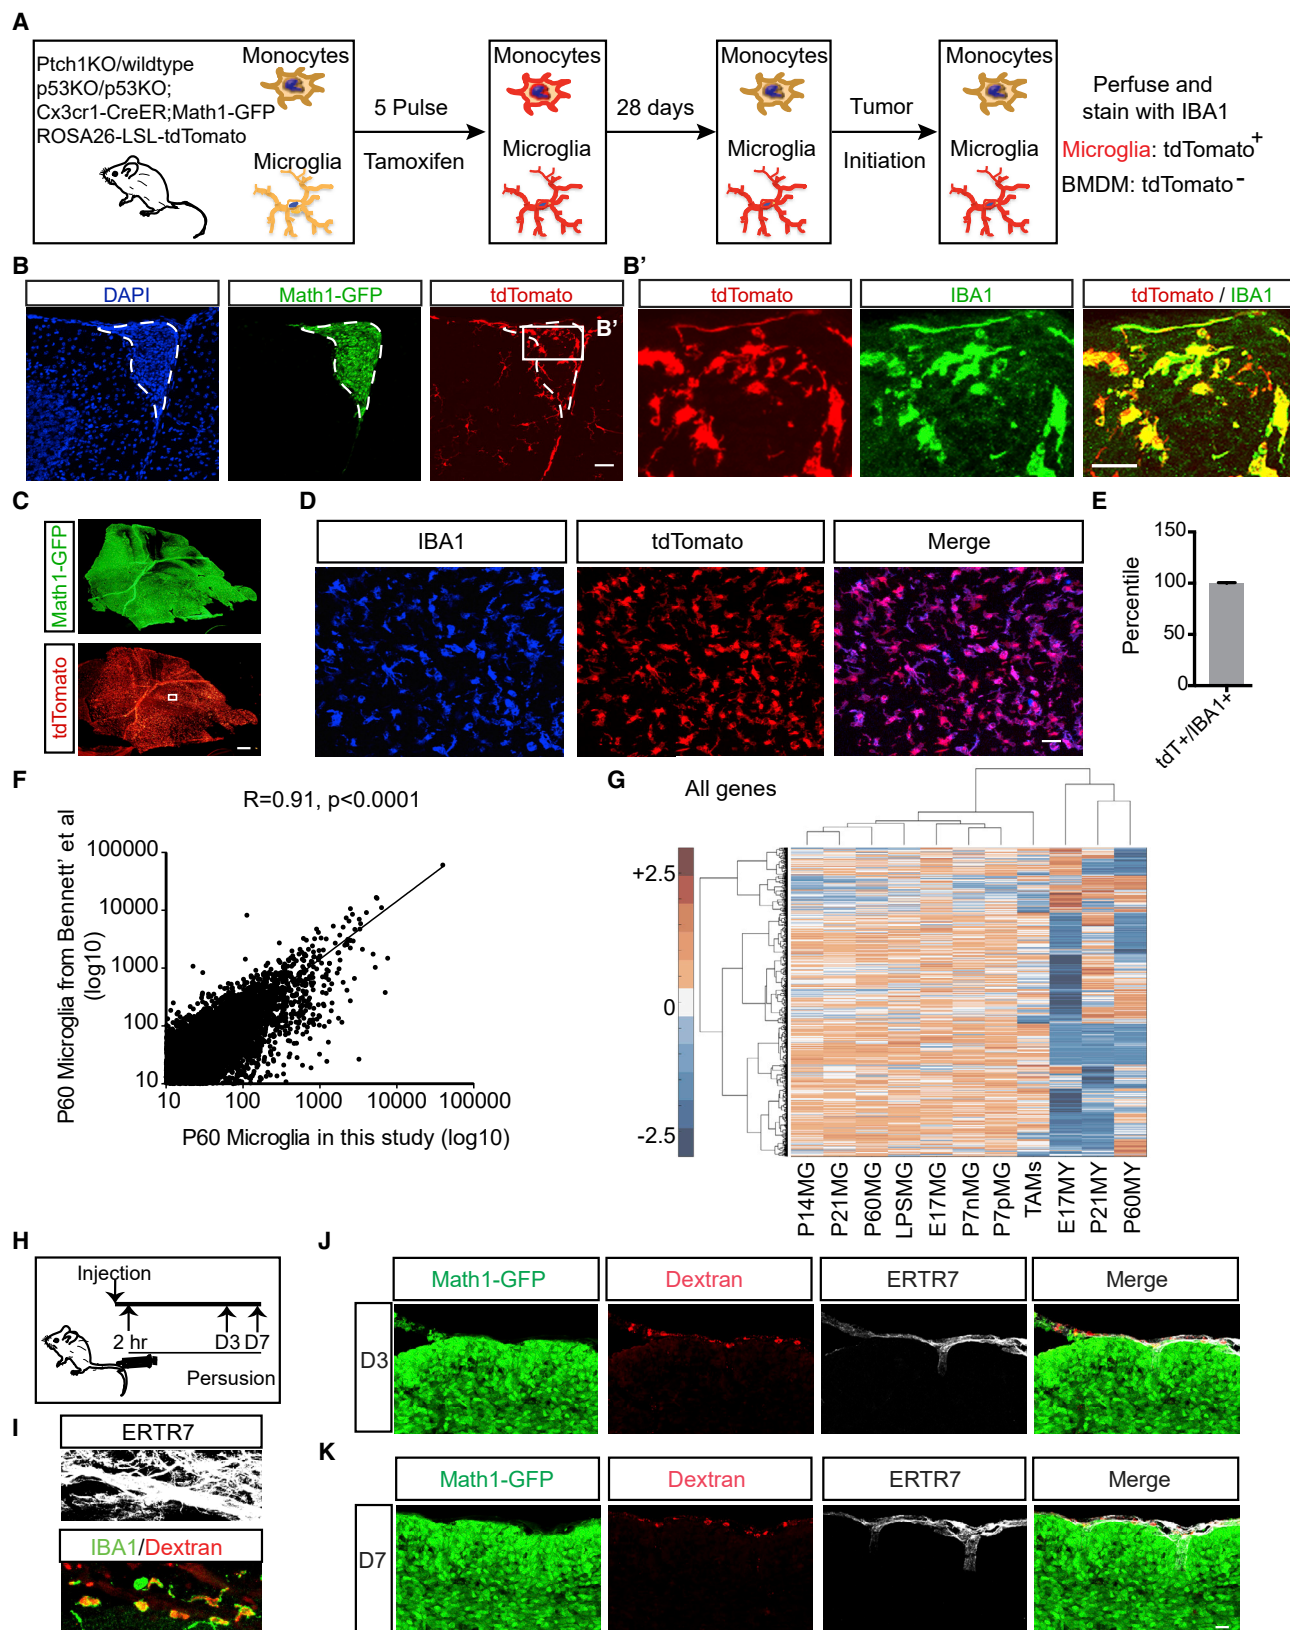 A
Ptch1KO/wildtype
p53KO/p53KO;
Cx3cr1-CreER;Math1-GFP
ROSA26-LSL-tdTomato
Monocytes
Microglia
5 Pulse
Tamoxifen
Monocytes
Microglia
28 days
Monocytes
Microglia
Tumor
Initiation
Monocytes
Microglia
Perfuse and
stain with IBA1
Microglia: tdTomato+
BMDM: tdTomato-
B
DAPI
Math1-GFP
tdTomato
B'
B'
tdTomato
IBA1
tdTomato / IBA1
C
Math1-GFP
tdTomato
D
IBA1
tdTomato
Merge
E
Percentile
150
100
50
0
tdT+/IBA1+
F
R=0.91, p<0.0001
P60 Microglia from Bennett' et al
(log10)
100000
10000
1000
100
10
10
100
1000
10000
100000
P60 Microglia in this study (log10)
G
All genes
+2.5
0
-2.5
P14MG
P21MG
P60MG
LPSMG
E17MG
P7nMG
P7pMG
TAMs
E17MY
P21MY
P60MY
H
Injection
2 hr
D3 D7
Persusion
I
ERTR7
IBA1/Dextran
J
Math1-GFP
Dextran
ERTR7
Merge
D3
K
Math1-GFP
Dextran
ERTR7
Merge
D7